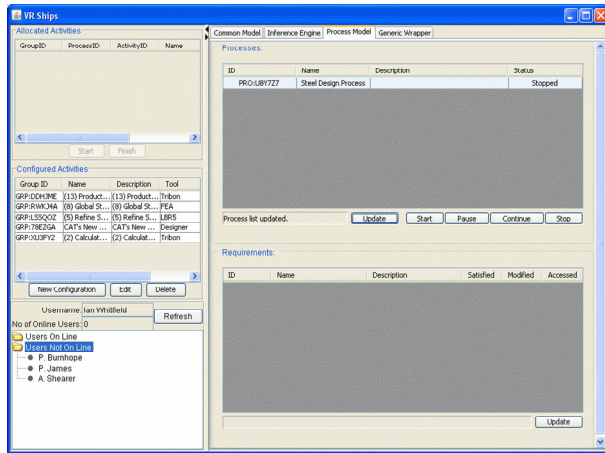 VR Ships
Allocated Activities
GroupID ProcessID ActivityID Name
Start Finish
Configured Activities
Group ID Name Description Tool
GRP:DDHJME (13) Product... (13) Product... Tribon
GRP:RWKJ4A (8) Global St... (8) Global St... FEA
GRP:LSSQOZ (5) Refine S... (5) Refine S... LBR5
GRP:78EZGA CAT's New ... CAT's New ... Designer
GRP:XU3FY2 (2) Calculat... (2) Calculat... Tribon
New Configuration Edit Delete
Username: Ian Whitfield
No of Online Users: 0
Refresh
Users On Line
Users Not On Line
P. Burnhope
P. James
A. Shearer
Common Model Inference Engine Process Model Generic Wrapper
Processes:
ID Name Description Status
PRO:U8Y7Z7 Steel Design Process Stopped
Process list updated. Update Start Pause Continue Stop
Requirements:
ID Name Description Satisfied Modified Accessed
Update